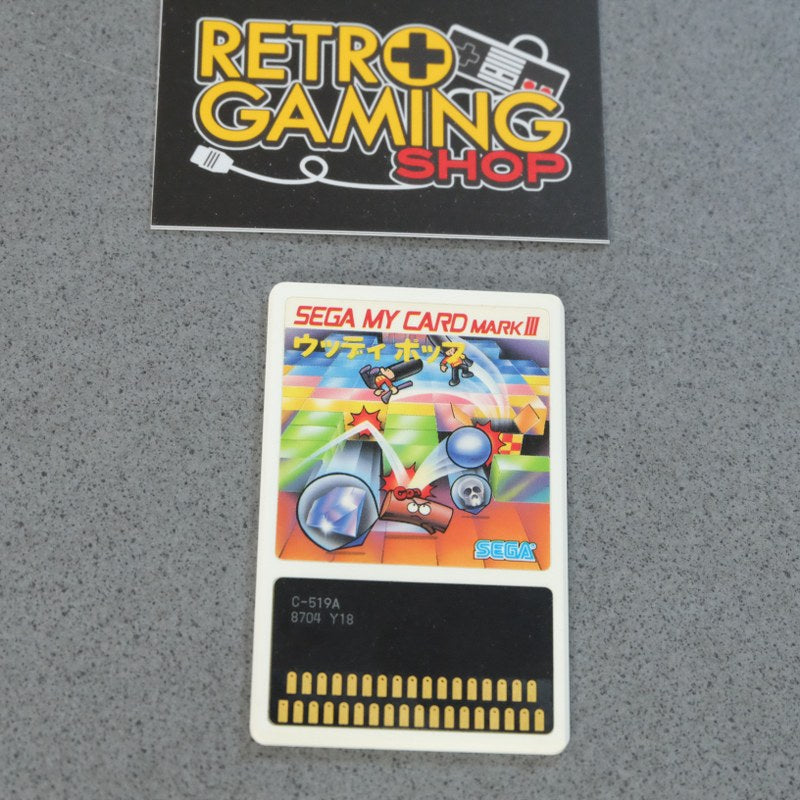 RETRO
GAMING
SHOP
SEGA MY CARD MARK III
ウッディ ポップ
GOO
SEGA
C-519A
8704 Y18